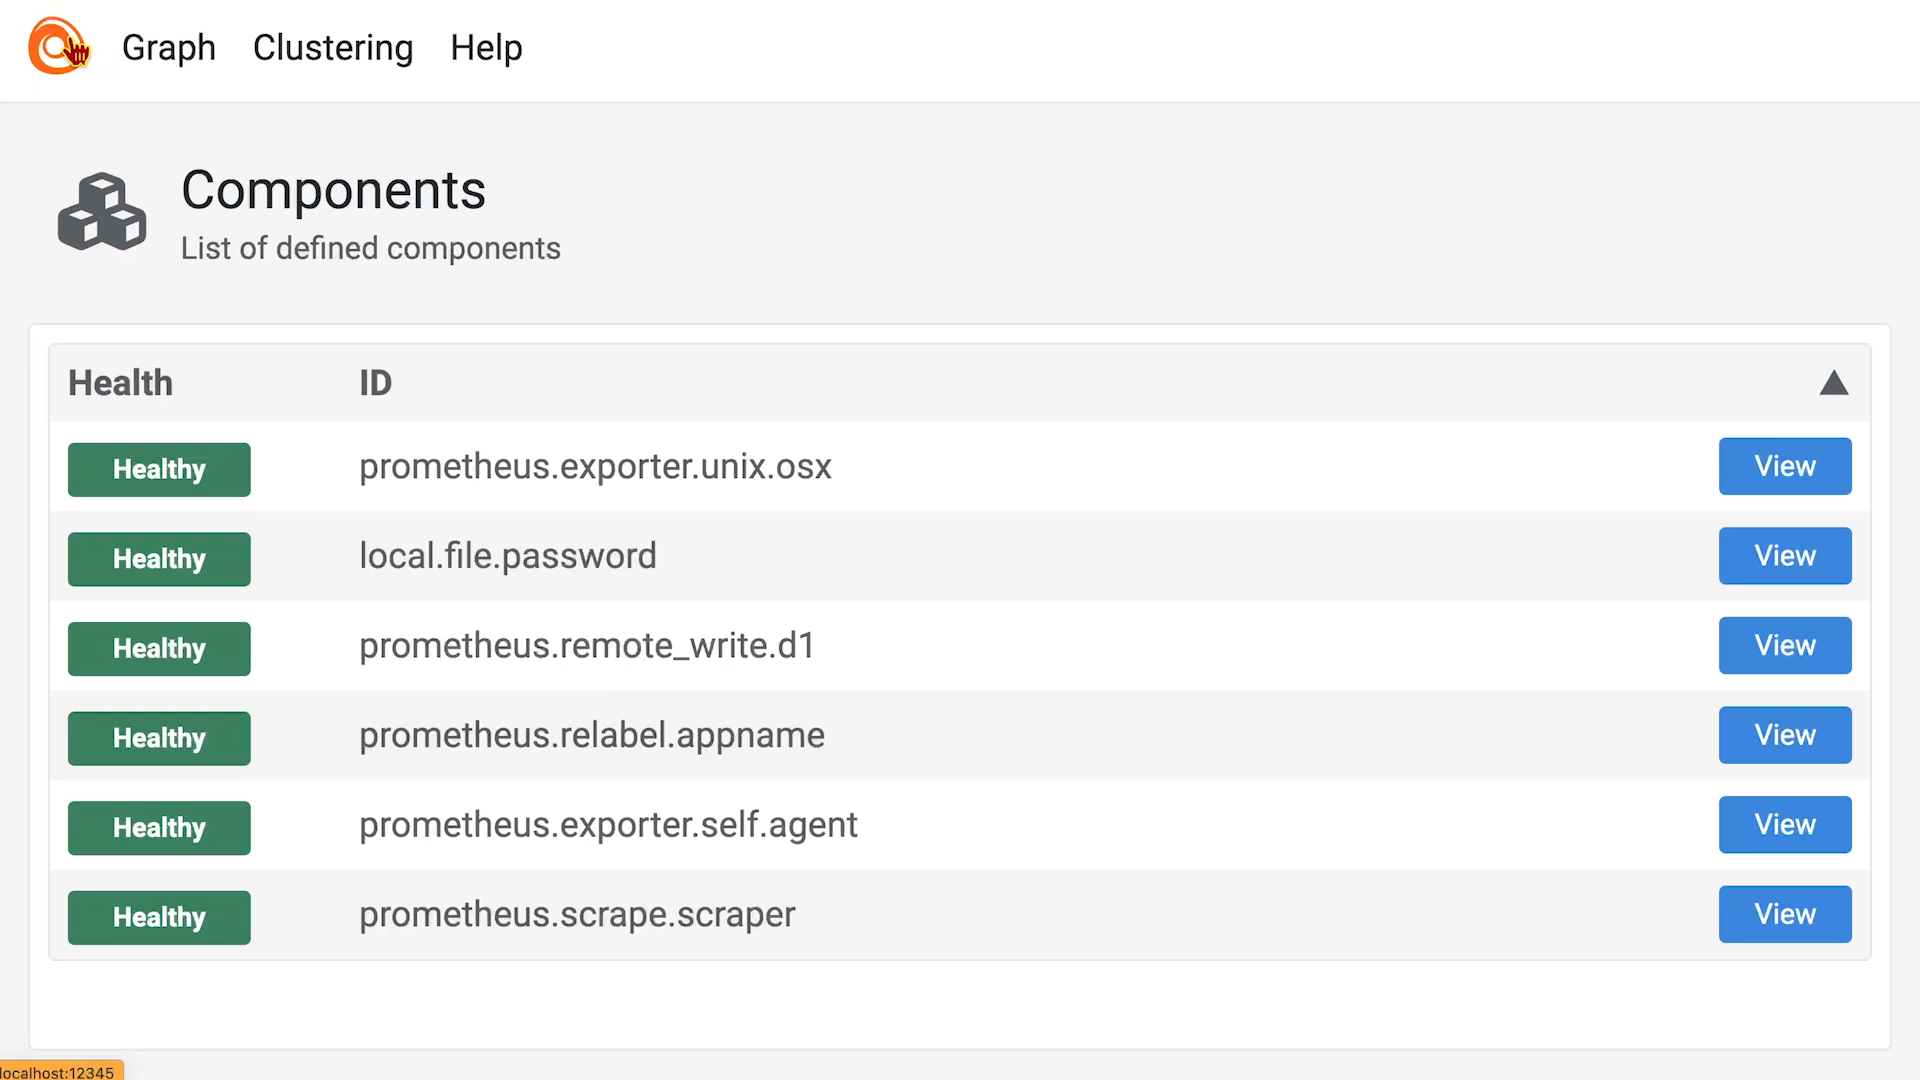 Graph Clustering Help
Components
List of defined components
Health ID
Healthy prometheus.exporter.unix.osx View
Healthy local.file.password View
Healthy prometheus.remote_write.d1 View
Healthy prometheus.relabel.appname View
Healthy prometheus.exporter.self.agent View
Healthy prometheus.scrape.scraper View
localhost:12345